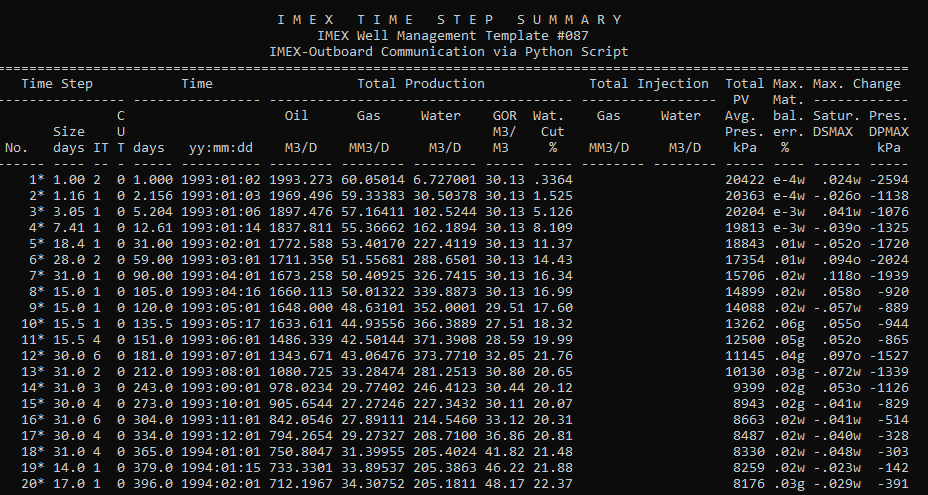 I M E X   T I M E   S T E P   S U M M A R Y
IMEX Well Management Template #087
IMEX-Outboard Communication via Python Script
Time Step Time Total Production Total Injection Total Max. Max. Change
PV Mat.
C Oil Gas Water GOR Wat. Gas Water Avg. bal. Satur. Pres.
Size U M3/ Cut Pres. err. DSMAX DPMAX
No. days IT T days yy:mm:dd M3/D MM3/D M3/D M3 % MM3/D M3/D kPa % kPa
1* 1.00 2 0 1.000 1993:01:02 1993.273 60.05014 6.727001 30.13 .3364 20422 e-4w .024w -2594
2* 1.16 1 0 2.156 1993:01:03 1969.496 59.33383 30.50378 30.13 1.525 20363 e-4w -.026o -1138
3* 3.05 1 0 5.204 1993:01:06 1897.476 57.16411 102.5244 30.13 5.126 20204 e-3w .041w -1076
4* 7.41 1 0 12.61 1993:01:14 1837.811 55.36662 162.1894 30.13 8.109 19813 e-3w -.039o -1325
5* 18.4 1 0 31.00 1993:02:01 1772.588 53.40170 227.4119 30.13 11.37 18843 .01w -.052o -1720
6* 28.0 2 0 59.00 1993:03:01 1711.350 51.55681 288.6501 30.13 14.43 17354 .01w .094o -2024
7* 31.0 1 0 90.00 1993:04:01 1673.258 50.40925 326.7415 30.13 16.34 15706 .02w .118o -1939
8* 15.0 1 0 105.0 1993:04:16 1660.113 50.01322 339.8873 30.13 16.99 14899 .02w .058o -920
9* 15.0 1 0 120.0 1993:05:01 1648.000 48.63101 352.0001 29.51 17.60 14088 .02w -.057w -889
10* 15.5 1 0 135.5 1993:05:17 1633.611 44.93556 366.3889 27.51 18.32 13262 .06g .055o -944
11* 15.5 4 0 151.0 1993:06:01 1486.339 42.50144 371.3908 28.59 19.99 12500 .05g .052o -865
12* 30.0 6 0 181.0 1993:07:01 1343.671 43.06476 373.7710 32.05 21.76 11145 .04g .097o -1527
13* 31.0 2 0 212.0 1993:08:01 1080.725 33.28474 281.2513 30.80 20.65 10130 .03g -.072w -1339
14* 31.0 3 0 243.0 1993:09:01 978.0234 29.77402 246.4123 30.44 20.12 9399 .02g .053o -1126
15* 30.0 4 0 273.0 1993:10:01 905.6544 27.27246 227.3432 30.11 20.07 8943 .02g -.041w -829
16* 31.0 6 0 304.0 1993:11:01 842.0546 27.89111 214.5460 33.12 20.31 8663 .02w -.041w -514
17* 30.0 4 0 334.0 1993:12:01 794.2654 29.27327 208.7100 36.86 20.81 8487 .02w -.040w -328
18* 31.0 4 0 365.0 1994:01:01 750.8047 31.39955 205.4024 41.82 21.48 8330 .02w -.048w -303
19* 14.0 1 0 379.0 1994:01:15 733.3301 33.89537 205.3863 46.22 21.88 8259 .02w -.023w -142
20* 17.0 1 0 396.0 1994:02:01 712.1967 34.30752 205.1811 48.17 22.37 8176 .03g -.029w -391